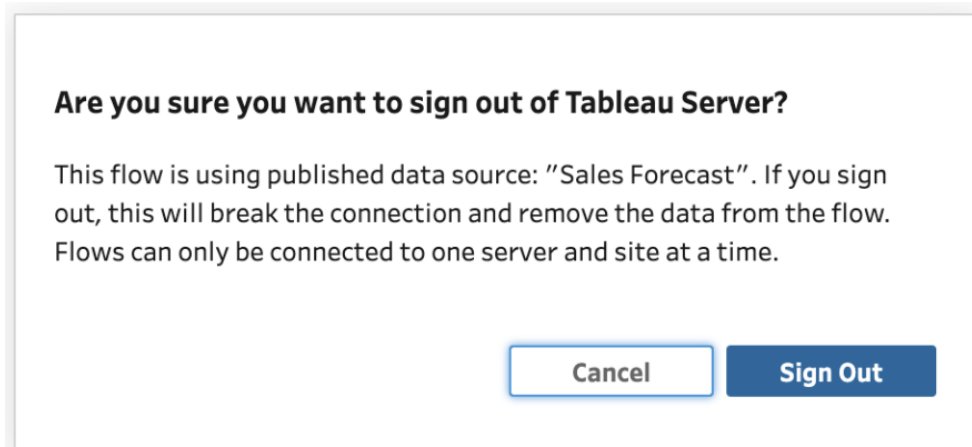 Are you sure you want to sign out of Tableau Server?
This flow is using published data source: "Sales Forecast". If you sign
out, this will break the connection and remove the data from the flow.
Flows can only be connected to one server and site at a time.
Cancel
Sign Out